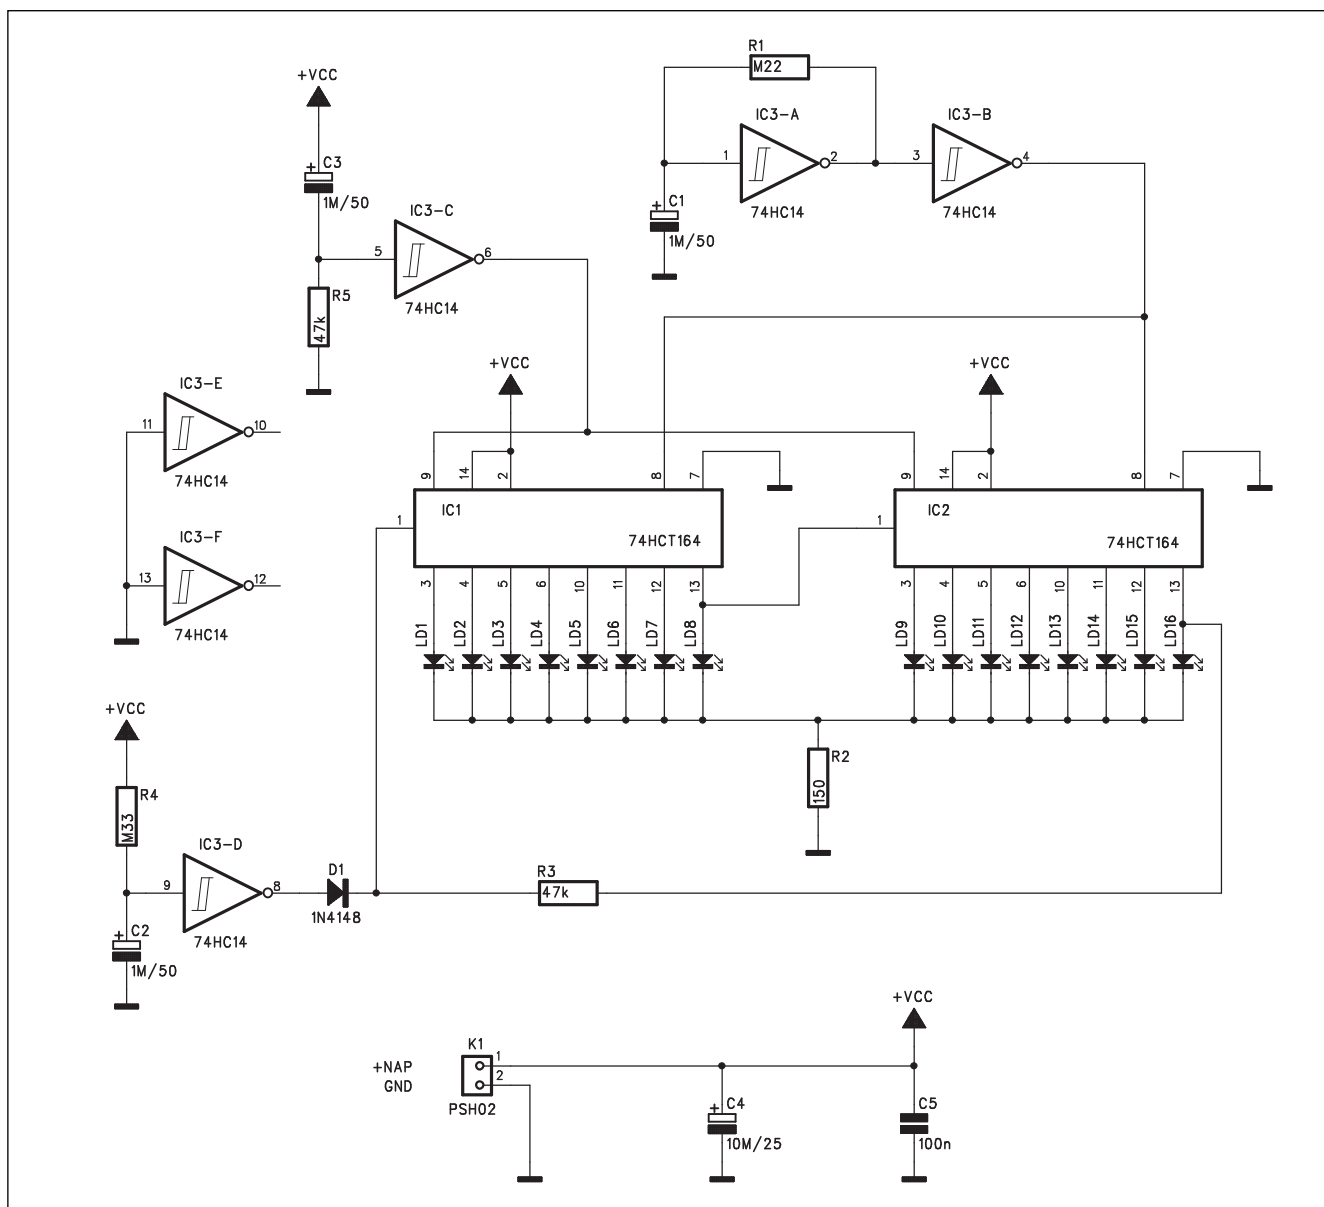 R1
M22
+VCC
IC3-A
IC3-B
1
2
3
4
+
C3
1M/50
IC3-C
+
C1
1M/50
74HC14
74HC14
5
6
R5
47k
74HC14
+VCC
+VCC
IC3-E
11
10
74HC14
9
14
2
8
7
9
14
2
8
7
IC1
1
74HCT164
IC2
1
74HCT164
IC3-F
13
12
74HC14
3
4
5
6
10
11
12
13
3
4
5
6
10
11
12
13
LD1
LD2
LD3
LD4
LD5
LD6
LD7
LD8
LD9
LD10
LD11
LD12
LD13
LD14
LD15
LD16
+VCC
R2
150
R4
M33
IC3-D
9
8
74HC14
D1
1N4148
R3
47k
+
C2
1M/50
+VCC
K1
+NAP
1
GND
2
PSH02
+
C4
10M/25
C5
100n